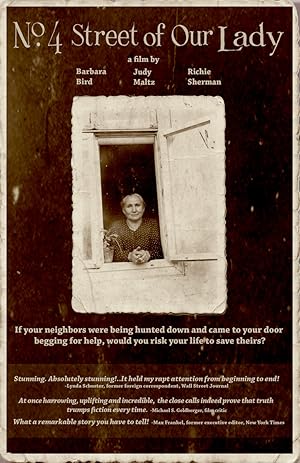 No. 4 Street of Our Lady
a film by
Barbara Bird
Judy Maltz
Richie Sherman
If your neighbors were being hunted down and came to your door
begging for help, would you risk your life to save theirs?
Stunning. Absolutely stunning!..It held my rapt attention from beginning to end!
-Lynda Schuster, former foreign correspondent, Wall Street Journal
At once harrowing, uplifting and incredible, the close calls indeed prove that truth
trumps fiction every time. -Michael S. Goldberger, film critic
What a remarkable story you have to tell! -Max Frankel, former executive editor, New York Times